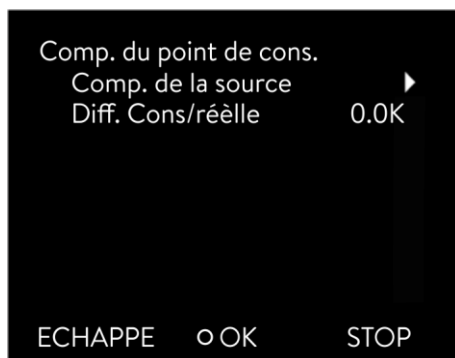 Comp. du point de cons.
Comp. de la source
Diff. Cons/réèlle 0.0K
ECHAPPE OK STOP